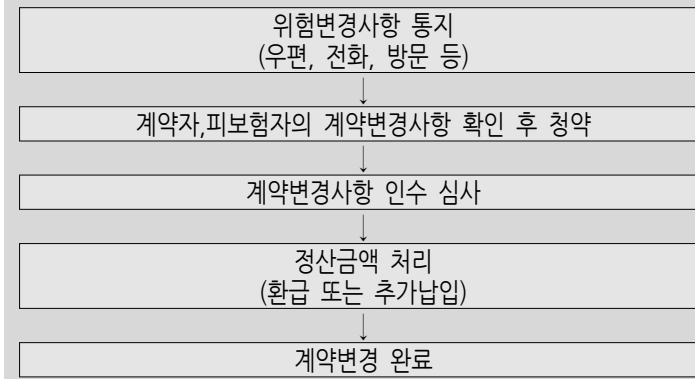 위험변경사항 통지
(우편, 전화, 방문 등)
↓
계약자,피보험자의 계약변경사항 확인 후 청약
↓
계약변경사항 인수 심사
↓
정산금액 처리
(환급 또는 추가납입)
↓
계약변경 완료